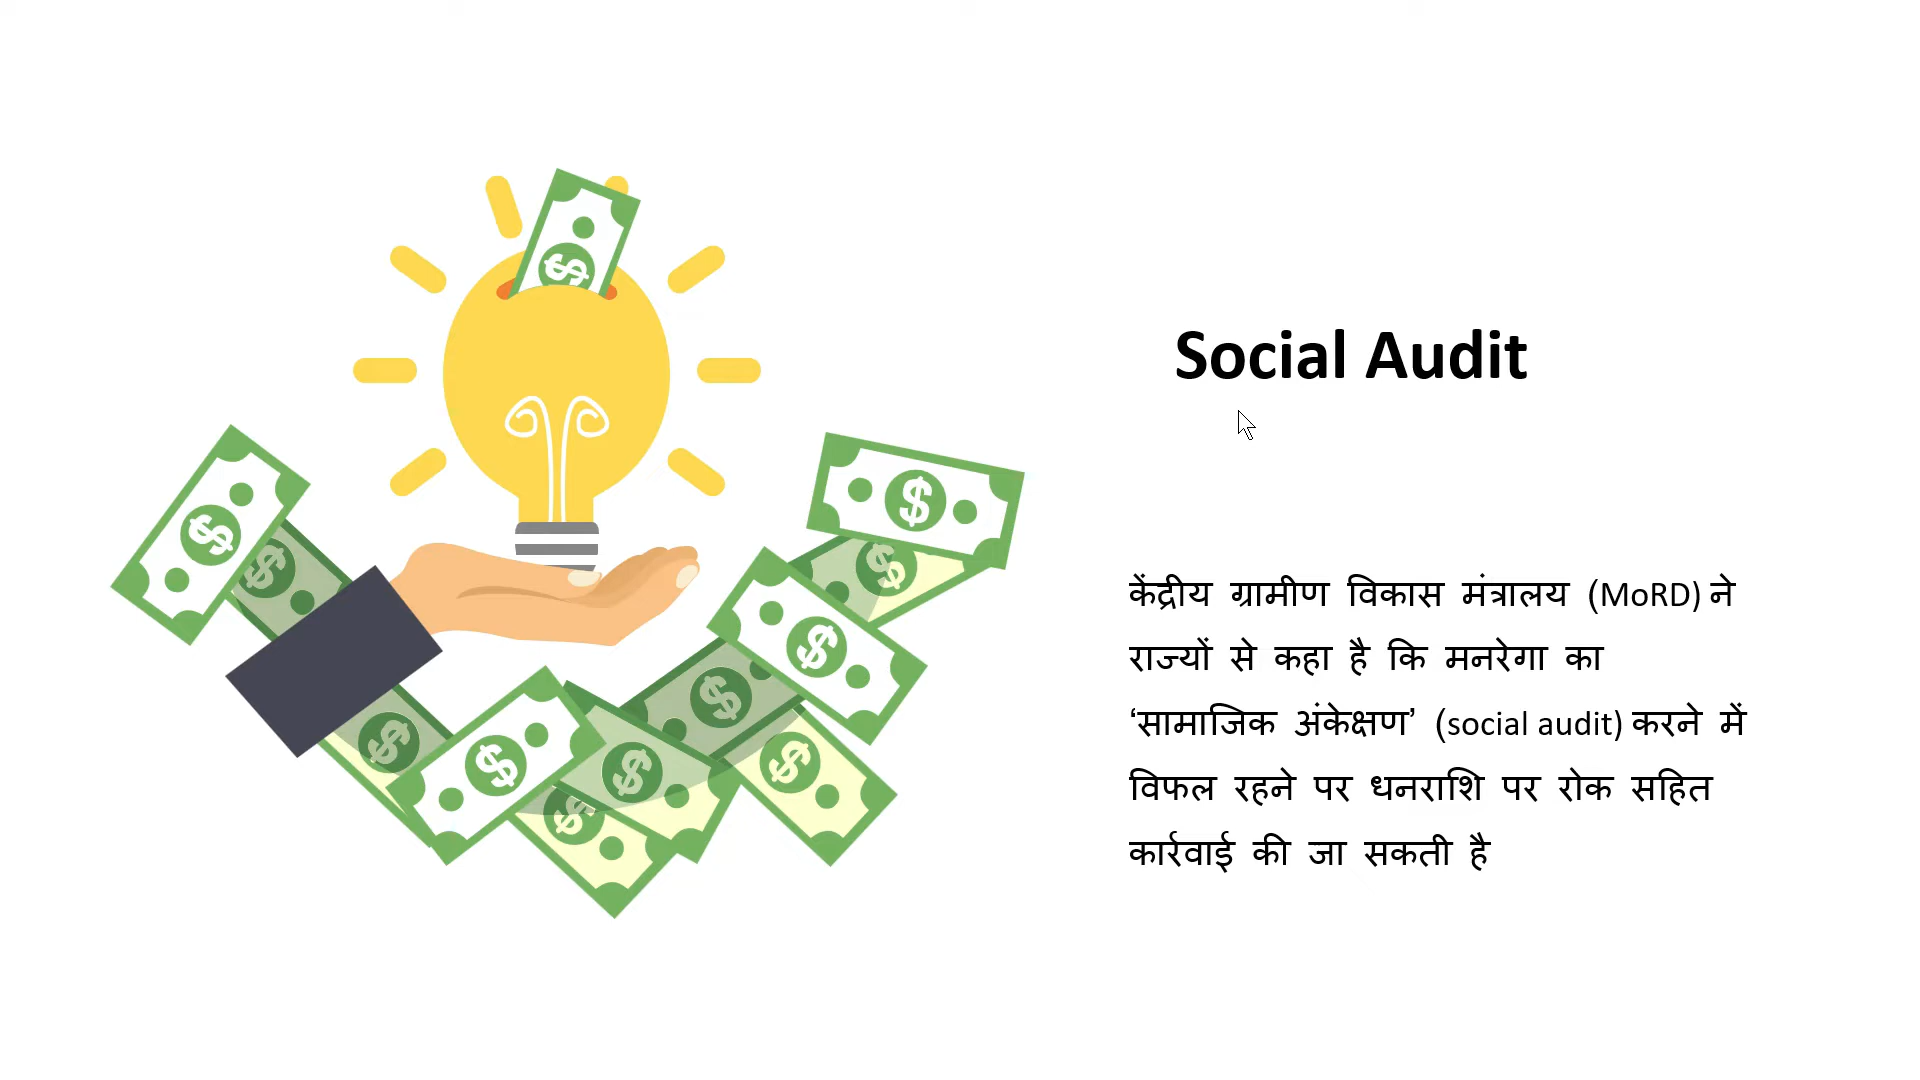 Social Audit
केंद्रीय ग्रामीण विकास मंत्रालय (MoRD) ने
राज्यों से कहा है कि मनरेगा का
‘सामाजिक अंकेक्षण’ (social audit) करने में
विफल रहने पर धनराशि पर रोक सहित
कार्रवाई की जा सकती है